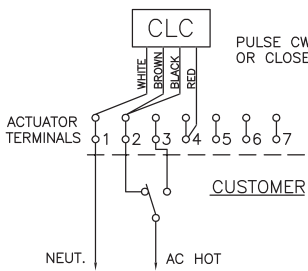 CLC
PULSE CW
OR CLOSE
WHITE
BROWN
BLACK
RED
ACTUATOR
TERMINALS
1 2 3 4 5 6 7
CUSTOMER
NEUT. AC HOT